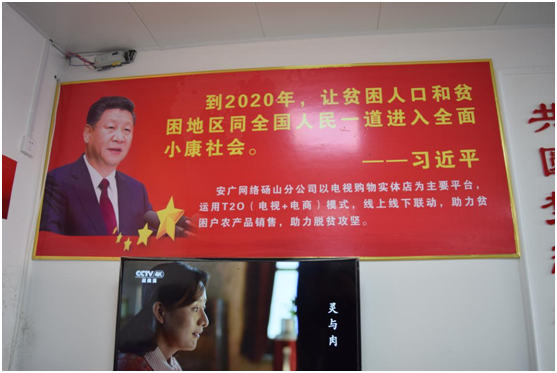 到2020年，让贫困人口和贫
困地区同全国人民一道进入全面
小康社会。
——习近平
安广网络砀山分公司以电视购物实体店为主要平台，
运用T2O（电视+电商）模式，线上线下联动，助力贫
困户农产品销售，助力脱贫攻坚。
CCTV 4K
灵与肉
共
国